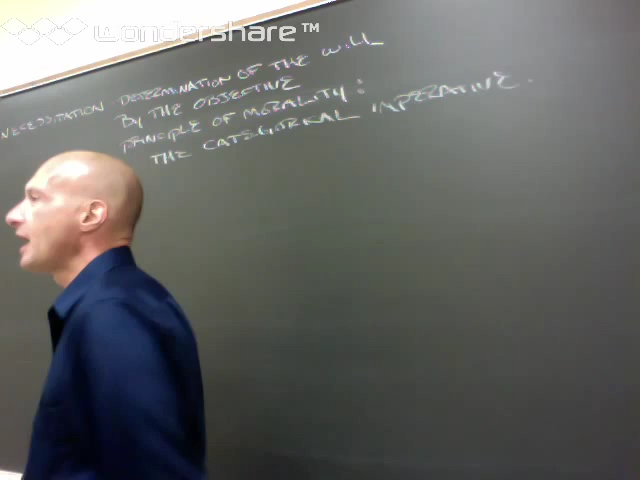 wondershare™
NECESSITATION DETERMINATION OF THE WILL
BY THE OBJECTIVE
PRINCIPLE OF MORALITY:
THE CATEGORICAL IMPERATIVE.